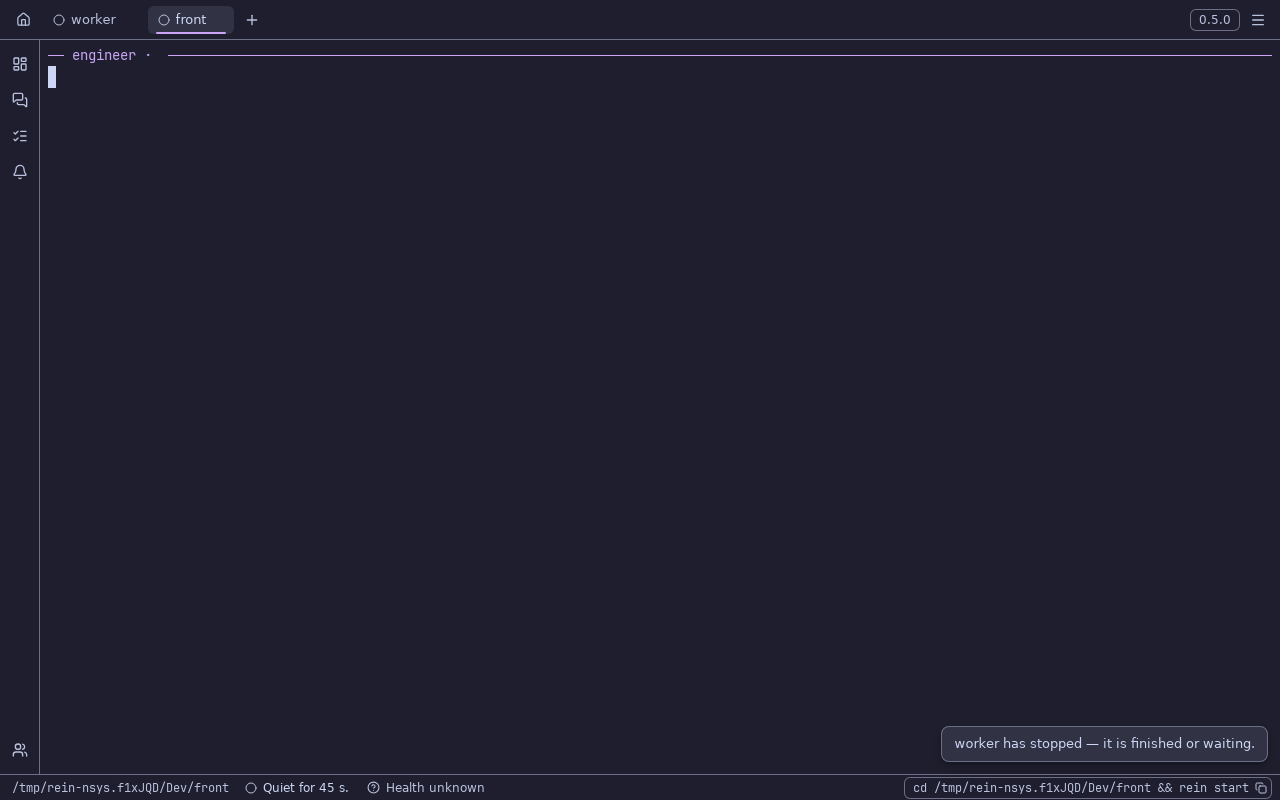 worker
front
0.5.0
engineer ·
worker has stopped — it is finished or waiting.
/tmp/rein-nsys.f1xJQD/Dev/front
Quiet for 45 s.
Health unknown
cd /tmp/rein-nsys.f1xJQD/Dev/front && rein start